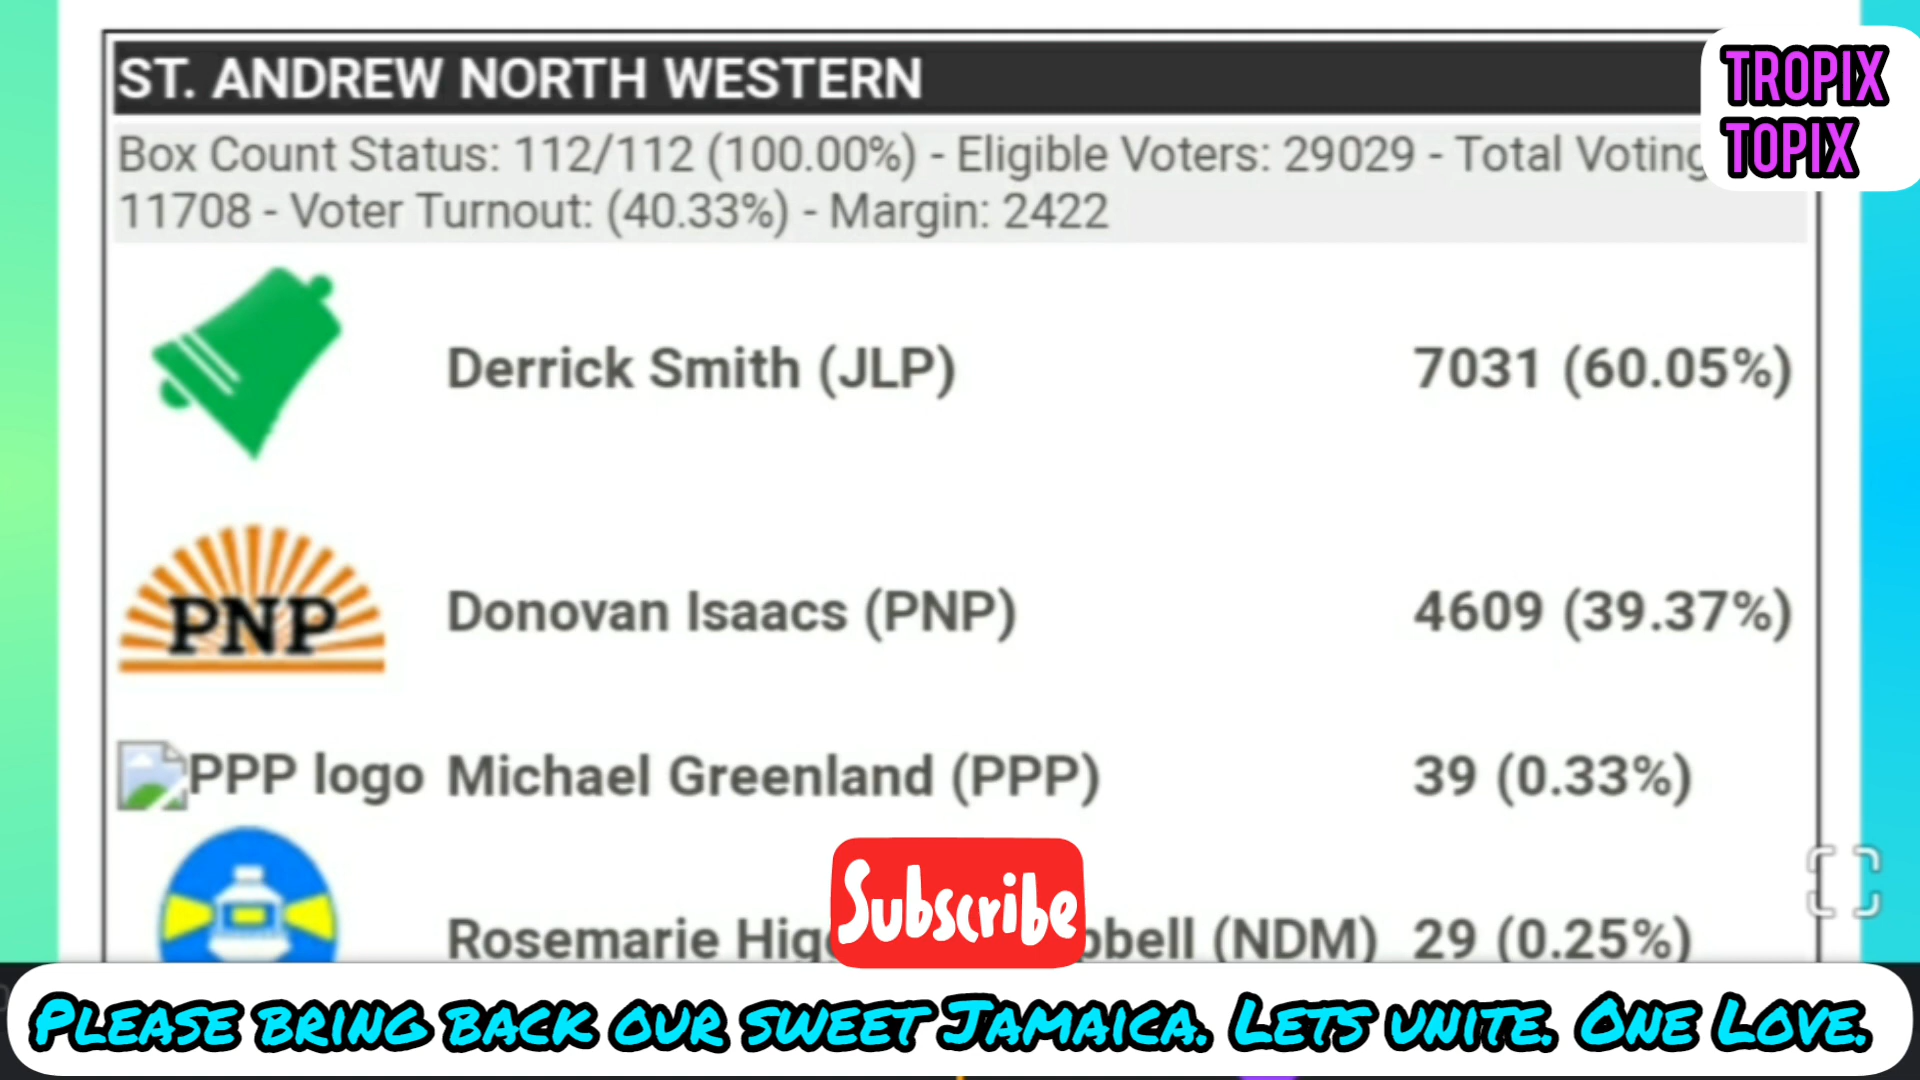 ST. ANDREW NORTH WESTERN
TROPIX
TOPIX
Box Count Status: 112/112 (100.00%) - Eligible Voters: 29029 - Total Voting
11708 - Voter Turnout: (40.33%) - Margin: 2422
Derrick Smith (JLP) 7031 (60.05%)
PNP Donovan Isaacs (PNP) 4609 (39.37%)
PPP logo Michael Greenland (PPP) 39 (0.33%)
Rosemarie (NDM) 29 (0.25%)
Subscribe
PLEASE BRING BACK OUR SWEET JAMAICA. LETS UNITE. ONE LOVE.